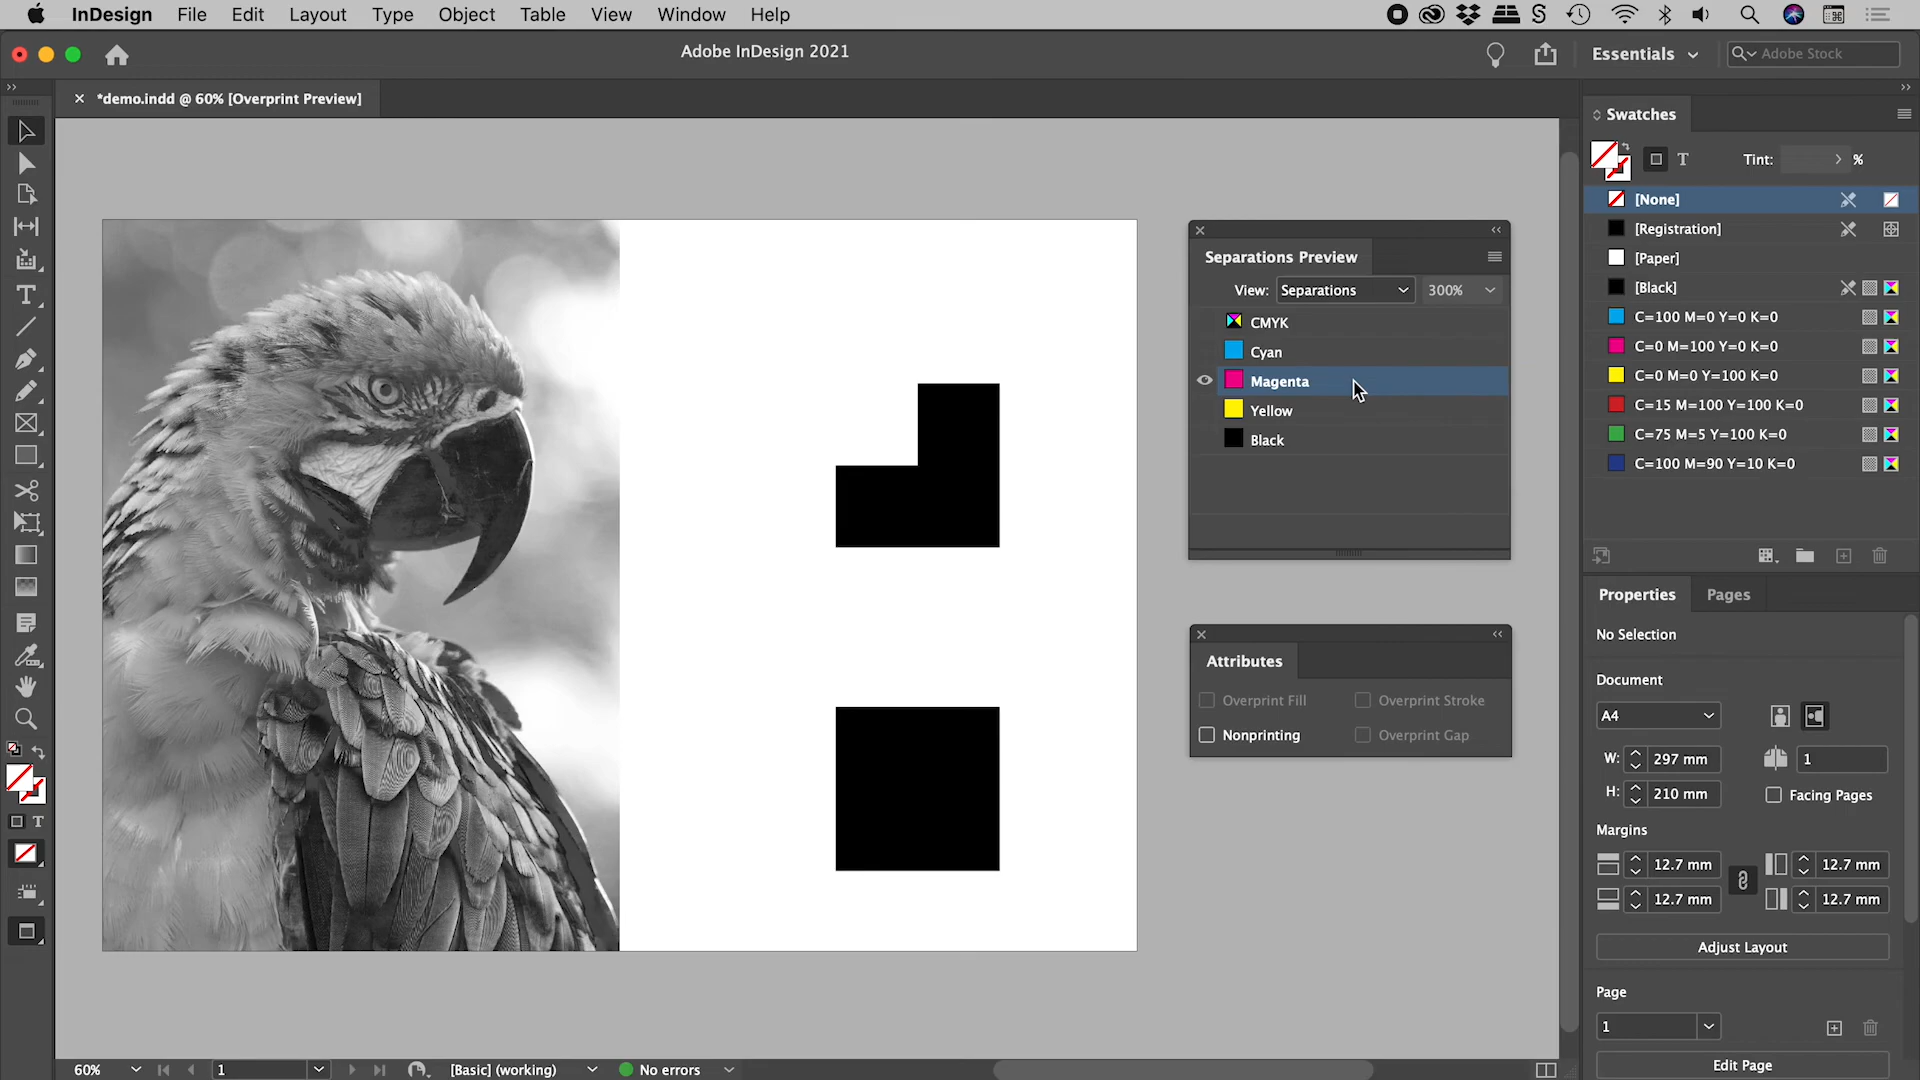 InDesign File Edit Layout Type Object Table View Window Help
Adobe InDesign 2021
Essentials
Adobe Stock
*demo.indd @ 60% [Overprint Preview]
Separations Preview
View: Separations 300%
CMYK
Cyan
Magenta
Yellow
Black
Attributes
Overprint Fill Overprint Stroke
Nonprinting Overprint Gap
Swatches
T Tint: %
[None]
[Registration]
[Paper]
[Black]
C=100 M=0 Y=0 K=0
C=0 M=100 Y=0 K=0
C=0 M=0 Y=100 K=0
C=15 M=100 Y=100 K=0
C=75 M=5 Y=100 K=0
C=100 M=90 Y=10 K=0
Properties Pages
No Selection
Document
A4
W: 297 mm 1
H: 210 mm Facing Pages
Margins
12.7 mm 12.7 mm
12.7 mm 12.7 mm
Adjust Layout
Page
1
Edit Page
60% 1 [Basic] (working) No errors